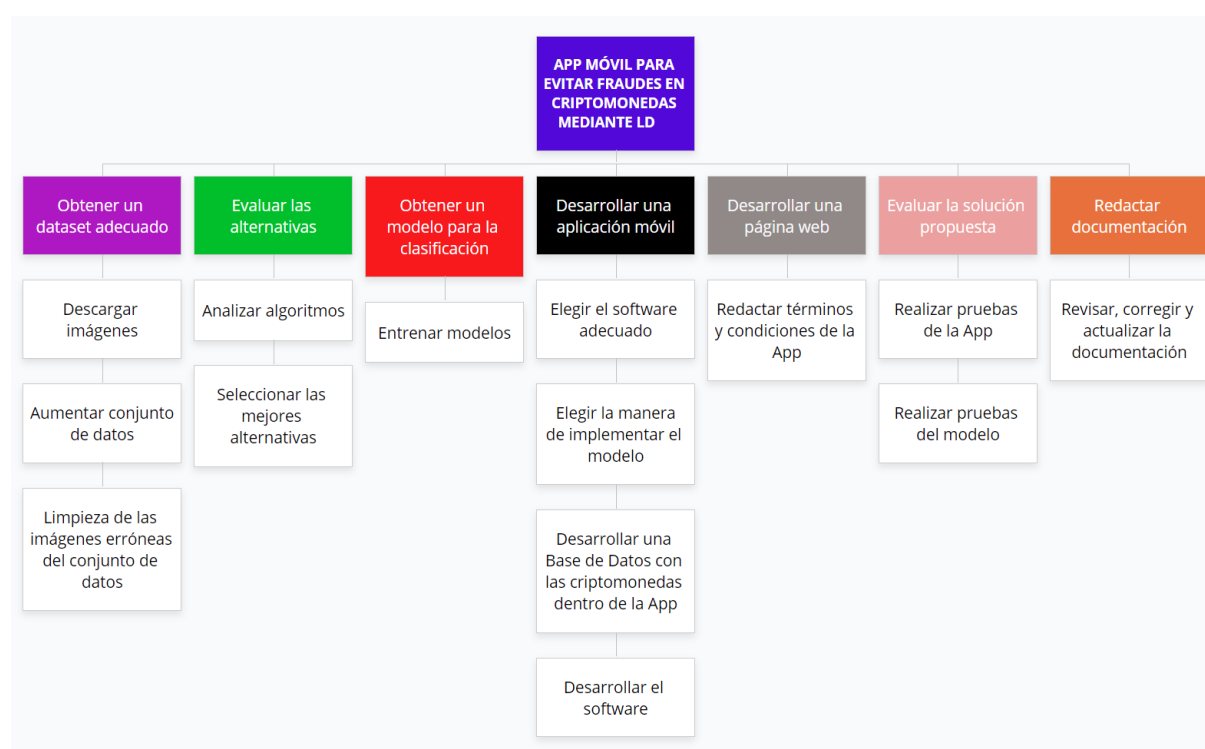 APP MÓVIL PARA
EVITAR FRAUDES EN
CRIPTOMONEDAS
MEDIANTE LD
Obtener un
dataset adecuado
Descargar
imágenes
Aumentar conjunto
de datos
Limpieza de las
imágenes erróneas
del conjunto de
datos
Evaluar las
alternativas
Analizar algoritmos
Seleccionar las
mejores
alternativas
Obtener un
modelo para la
clasificación
Entrenar modelos
Desarrollar una
aplicación móvil
Elegir el software
adecuado
Elegir la manera
de implementar el
modelo
Desarrollar una
Base de Datos con
las criptomonedas
dentro de la App
Desarrollar el
software
Desarrollar una
página web
Redactar términos
y condiciones de la
App
Evaluar la solución
propuesta
Realizar pruebas
de la App
Realizar pruebas
del modelo
Redactar
documentación
Revisar, corregir y
actualizar la
documentación